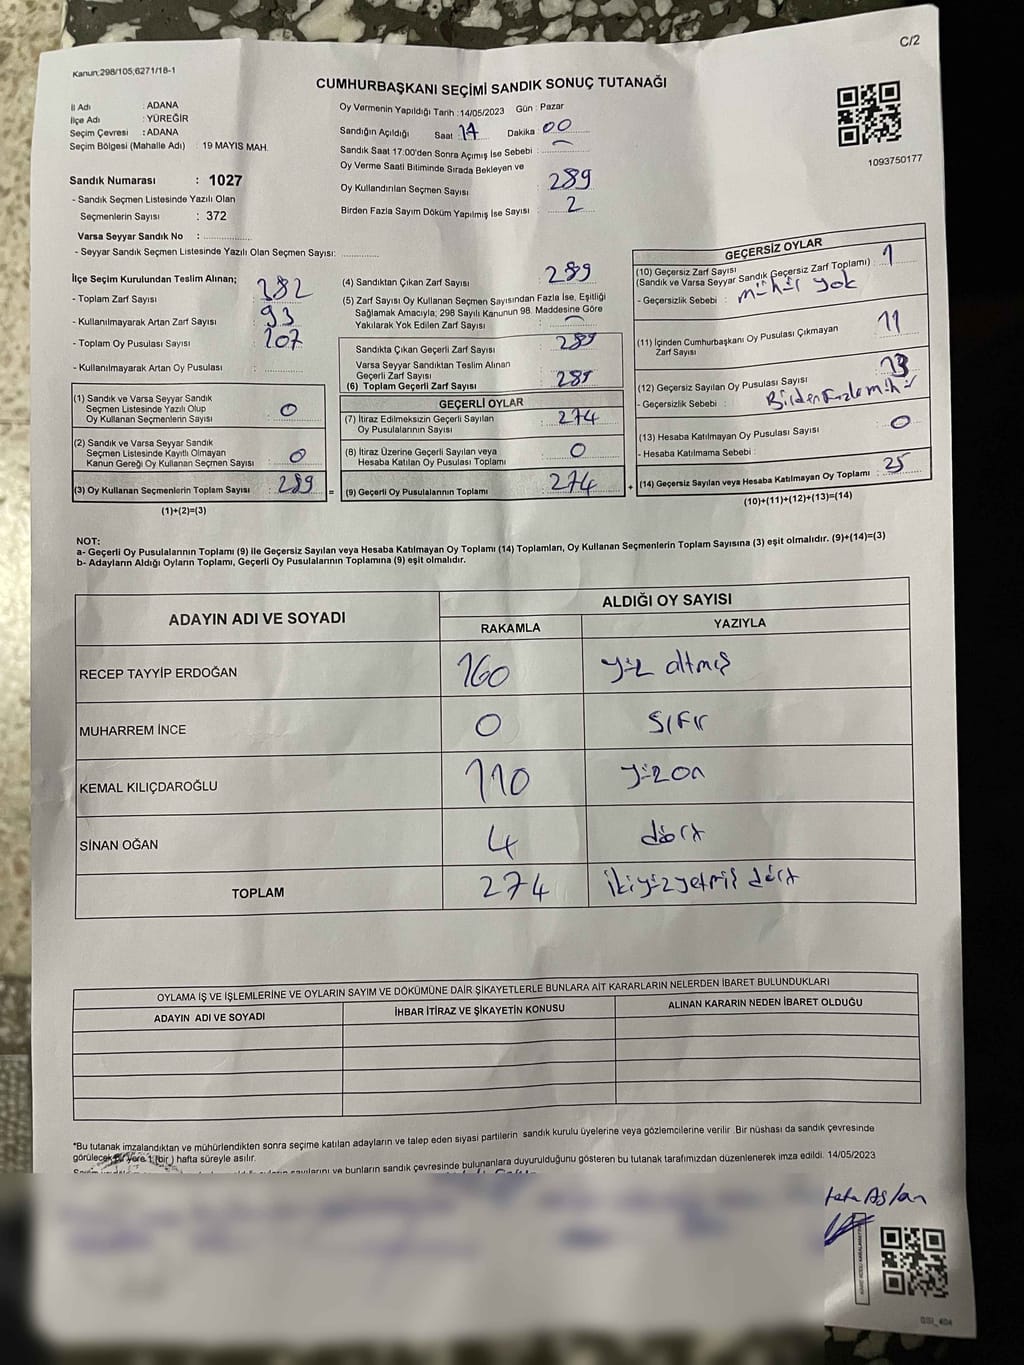 C/2
Kanun:298/105;6271/18-1
CUMHURBAŞKANI SEÇİMİ SANDIK SONUÇ TUTANAĞI
İl Adı : ADANA
İlçe Adı : YÜREĞİR
Seçim Çevresi : ADANA
Seçim Bölgesi (Mahalle Adı) : 19 MAYIS MAH.
Sandık Numarası : 1027
- Sandık Seçmen Listesinde Yazılı Olan
Seçmenlerin Sayısı : 372
Varsa Seyyar Sandık No :
- Seyyar Sandık Seçmen Listesinde Yazılı Olan Seçmen Sayısı:
Oy Vermenin Yapıldığı Tarih :14/05/2023 Gün : Pazar
Sandığın Açıldığı Saat 14 Dakika 00
Sandık Saat 17:00'den Sonra Açımış İse Sebebi :
Oy Verme Saati Bitiminde Sırada Bekleyen ve
Oy Kullandırılan Seçmen Sayısı : 289
Birden Fazla Sayım Döküm Yapılmış İse Sayısı : 2
1093750177
İlçe Seçim Kurulundan Teslim Alınan;
- Toplam Zarf Sayısı
- Kullanılmayarak Artan Zarf Sayısı : 93
- Toplam Oy Pusulası Sayısı
- Kullanılmayarak Artan Oy Pusulası :
(1) Sandık ve Varsa Seyyar Sandık
Seçmen Listesinde Yazılı Olup
Oy Kullanan Seçmenlerin Sayısı : 0
(2) Sandık ve Varsa Seyyar Sandık
Seçmen Listesinde Kayıtlı Olmayan
Kanun Gereği Oy Kullanan Seçmen Sayısı : 0
(3) Oy Kullanan Seçmenlerin Toplam Sayısı : 289 =
(1)+(2)=(3)
(4) Sandıktan Çıkan Zarf Sayısı : 289
(5) Zarf Sayısı Oy Kullanan Seçmen Sayısından Fazla İse, Eşitliği
Sağlamak Amacıyla; 298 Sayılı Kanunun 98. Maddesine Göre
Yakılarak Yok Edilen Zarf Sayısı :
Sandıkta Çıkan Geçerli Zarf Sayısı : 289
Varsa Seyyar Sandıktan Teslim Alınan
Geçerli Zarf Sayısı
(6) Toplam Geçerli Zarf Sayısı
GEÇERLİ OYLAR
(7) İtiraz Edilmeksizin Geçerli Sayılan
Oy Pusulalarının Sayısı : 274
(8) İtiraz Üzerine Geçerli Sayılan veya
Hesaba Katılan Oy Pusulası Toplamı : 0
(9) Geçerli Oy Pusulalarının Toplamı : 274 +
GEÇERSİZ OYLAR
(10) Geçersiz Zarf Sayısı
(Sandık ve Varsa Seyyar Sandık Geçersiz Zarf Toplamı) : 1
- Geçersizlik Sebebi : mühür yok
(11) İçinden Cumhurbaşkanı Oy Pusulası Çıkmayan
Zarf Sayısı : 11
(12) Geçersiz Sayılan Oy Pusulası Sayısı : 13
- Geçersizlik Sebebi :
(13) Hesaba Katılmayan Oy Pusulası Sayısı : 0
- Hesaba Katılmama Sebebi :
(14) Geçersiz Sayılan veya Hesaba Katılmayan Oy Toplamı : 25
(10)+(11)+(12)+(13)=(14)
NOT:
a- Geçerli Oy Pusulalarının Toplamı (9) ile Geçersiz Sayılan veya Hesaba Katılmayan Oy Toplamı (14) Toplamları, Oy Kullanan Seçmenlerin Toplam Sayısına (3) eşit olmalıdır. (9)+(14)=(3)
b- Adayların Aldığı Oyların Toplamı, Geçerli Oy Pusulalarının Toplamına (9) eşit olmalıdır.
ADAYIN ADI VE SOYADI ALDIĞI OY SAYISI
RAKAMLA YAZIYLA
RECEP TAYYİP ERDOĞAN 160 yüz altmış
MUHARREM İNCE 0 SIFIR
KEMAL KILIÇDAROĞLU 110 yüz on
SİNAN OĞAN 4 dört
TOPLAM 274 ikiyüzyetmiş dört
OYLAMA İŞ VE İŞLEMLERİNE VE OYLARIN SAYIM VE DÖKÜMÜNE DAİR ŞİKAYETLERLE BUNLARA AİT KARARLARIN NELERDEN İBARET BULUNDUKLARI
ADAYIN ADI VE SOYADI İHBAR İTİRAZ VE ŞİKAYETİN KONUSU ALINAN KARARIN NEDEN İBARET OLDUĞU
*Bu tutanak imzalandıktan ve mühürlendikten sonra seçime katılan adayların ve talep eden siyasi partilerin sandık kurulu üyelerine veya gözlemcilerine verilir .Bir nüshası da sandık çevresinde
görülecek bir yere 1 (bir ) hafta süreyle asılır.
sayılarını ve bunların sandık çevresinde bulunanlara duyurulduğunu gösteren bu tutanak tarafımızdan düzenlenerek imza edildi. 14/05/2023
Aslan